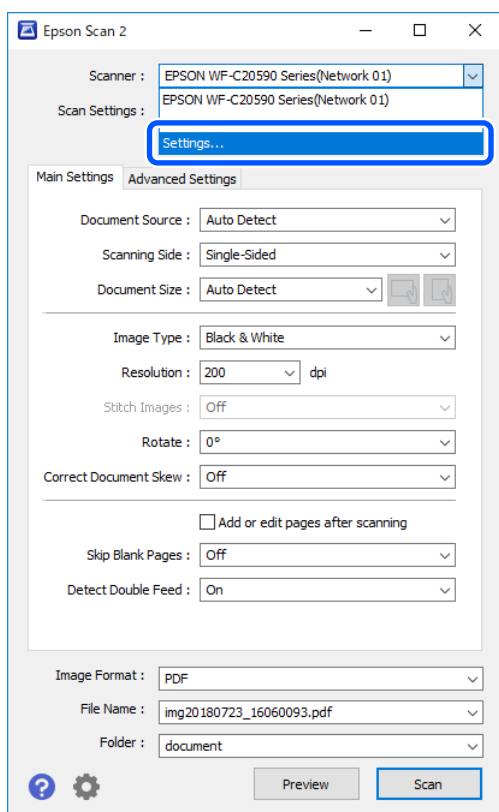 Epson Scan 2
Scanner : EPSON WF-C20590 Series(Network 01)
EPSON WF-C20590 Series(Network 01)
Scan Settings :
Settings...
Main Settings Advanced Settings
Document Source : Auto Detect
Scanning Side : Single-Sided
Document Size : Auto Detect
Image Type : Black & White
Resolution : 200 dpi
Stitch Images : Off
Rotate : 0°
Correct Document Skew : Off
Add or edit pages after scanning
Skip Blank Pages : Off
Detect Double Feed : On
Image Format : PDF
File Name : img20180723_16060093.pdf
Folder : document
? Preview Scan